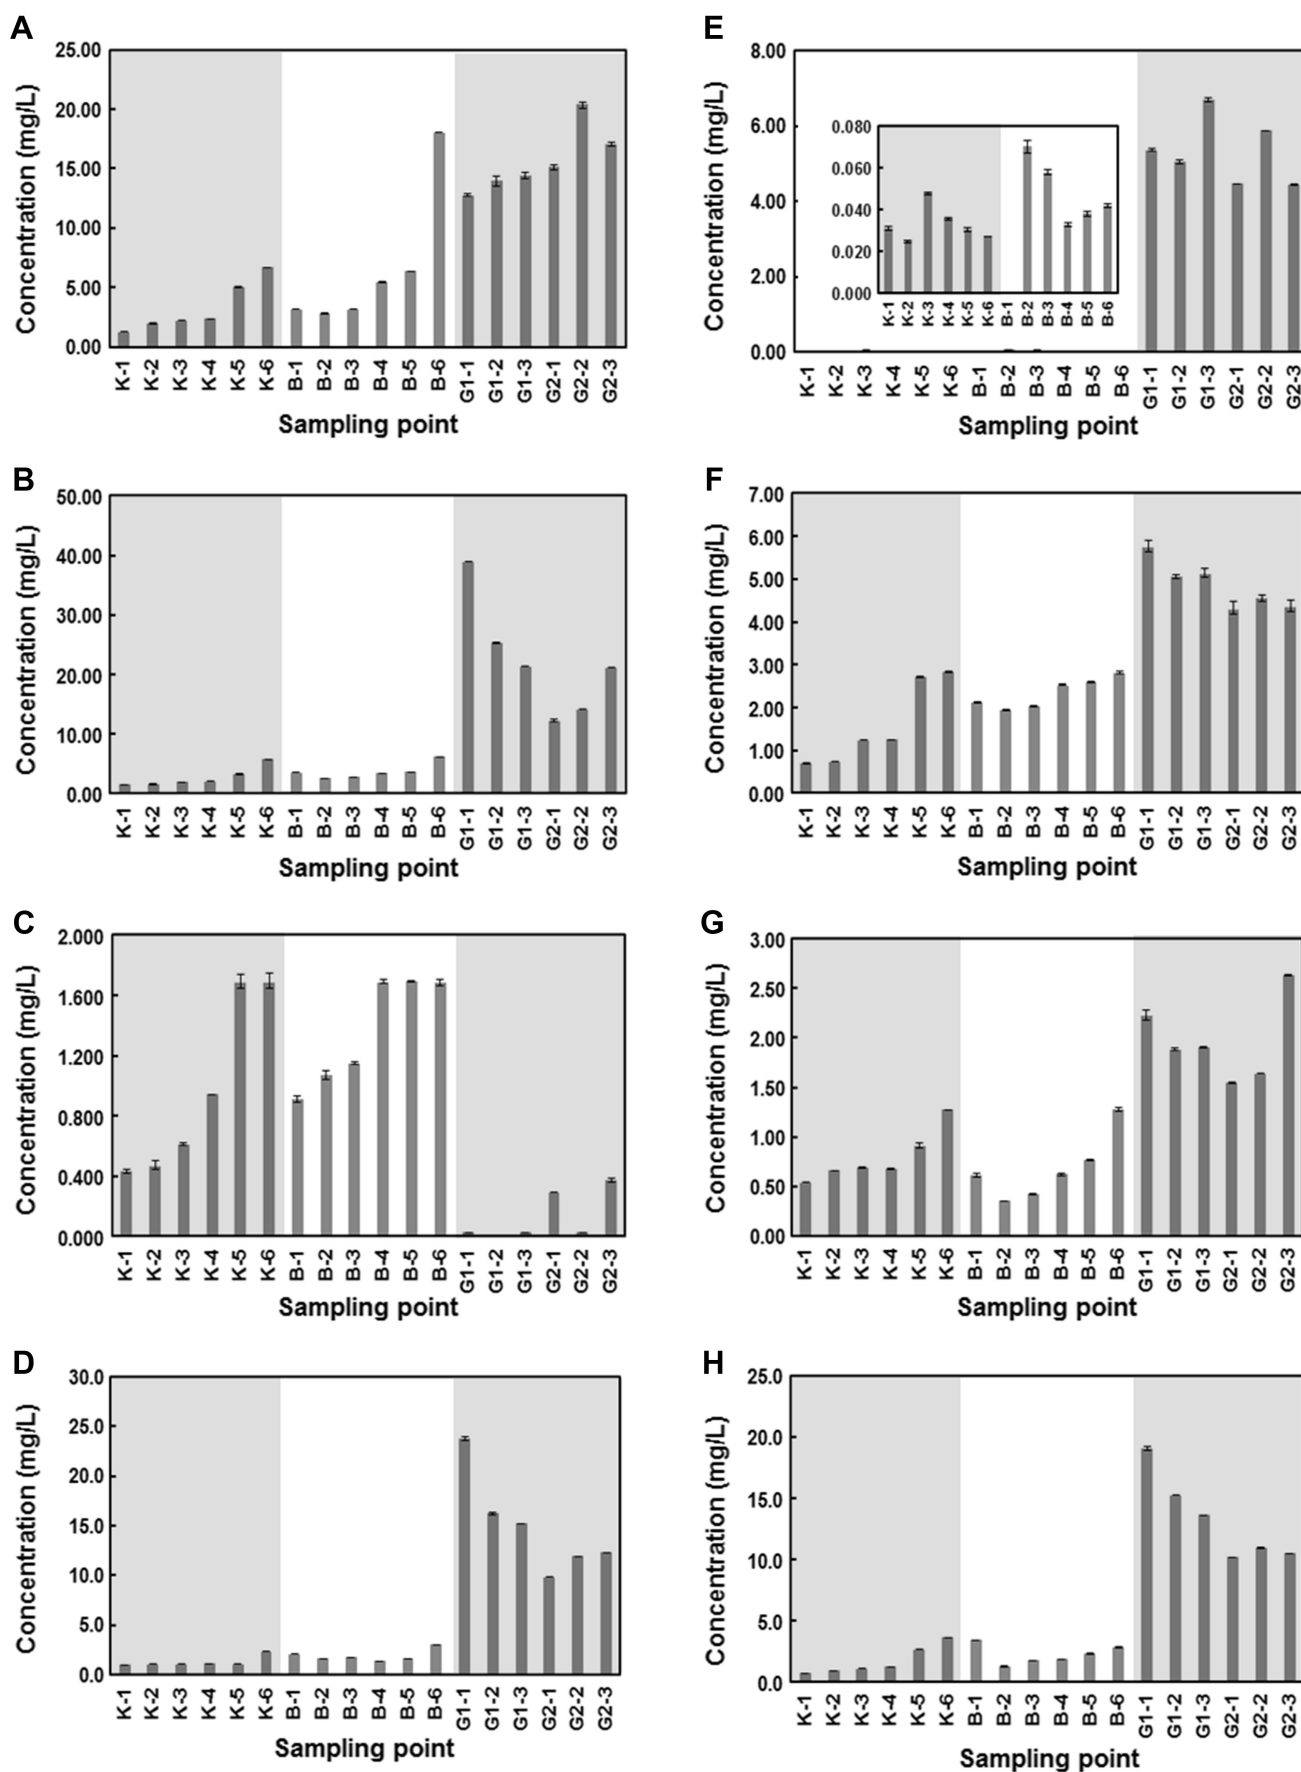 A
Concentration (mg/L)
25.00
20.00
15.00
10.00
5.00
0.00
K-1 K-2 K-3 K-4 K-5 K-6 B-1 B-2 B-3 B-4 B-5 B-6 G1-1 G1-2 G1-3 G2-1 G2-2 G2-3
Sampling point
B
Concentration (mg/L)
50.00
40.00
30.00
20.00
10.00
0.00
K-1 K-2 K-3 K-4 K-5 K-6 B-1 B-2 B-3 B-4 B-5 B-6 G1-1 G1-2 G1-3 G2-1 G2-2 G2-3
Sampling point
C
Concentration (mg/L)
2.000
1.600
1.200
0.800
0.400
0.000
K-1 K-2 K-3 K-4 K-5 K-6 B-1 B-2 B-3 B-4 B-5 B-6 G1-1 G1-2 G1-3 G2-1 G2-2 G2-3
Sampling point
D
Concentration (mg/L)
30.0
25.0
20.0
15.0
10.0
5.0
0.0
K-1 K-2 K-3 K-4 K-5 K-6 B-1 B-2 B-3 B-4 B-5 B-6 G1-1 G1-2 G1-3 G2-1 G2-2 G2-3
Sampling point
E
Concentration (mg/L)
8.00
6.00
4.00
2.00
0.00
0.080
0.060
0.040
0.020
0.000
K-1 K-2 K-3 K-4 K-5 K-6 B-1 B-2 B-3 B-4 B-5 B-6
K-1 K-2 K-3 K-4 K-5 K-6 B-1 B-2 B-3 B-4 B-5 B-6 G1-1 G1-2 G1-3 G2-1 G2-2 G2-3
Sampling point
F
Concentration (mg/L)
7.00
6.00
5.00
4.00
3.00
2.00
1.00
0.00
K-1 K-2 K-3 K-4 K-5 K-6 B-1 B-2 B-3 B-4 B-5 B-6 G1-1 G1-2 G1-3 G2-1 G2-2 G2-3
Sampling point
G
Concentration (mg/L)
3.00
2.50
2.00
1.50
1.00
0.50
0.00
K-1 K-2 K-3 K-4 K-5 K-6 B-1 B-2 B-3 B-4 B-5 B-6 G1-1 G1-2 G1-3 G2-1 G2-2 G2-3
Sampling point
H
Concentration (mg/L)
25.0
20.0
15.0
10.0
5.0
0.0
K-1 K-2 K-3 K-4 K-5 K-6 B-1 B-2 B-3 B-4 B-5 B-6 G1-1 G1-2 G1-3 G2-1 G2-2 G2-3
Sampling point